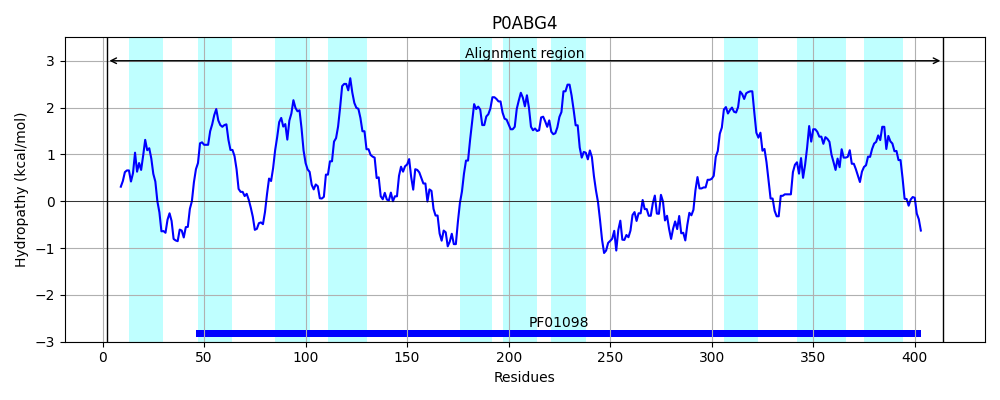 P0ABG4
Alignment region
Hydropathy (kcal/mol)
3
2
1
0
−1
−2
−3
PF01098
0 50 100 150 200 250 300 350 400
Residues